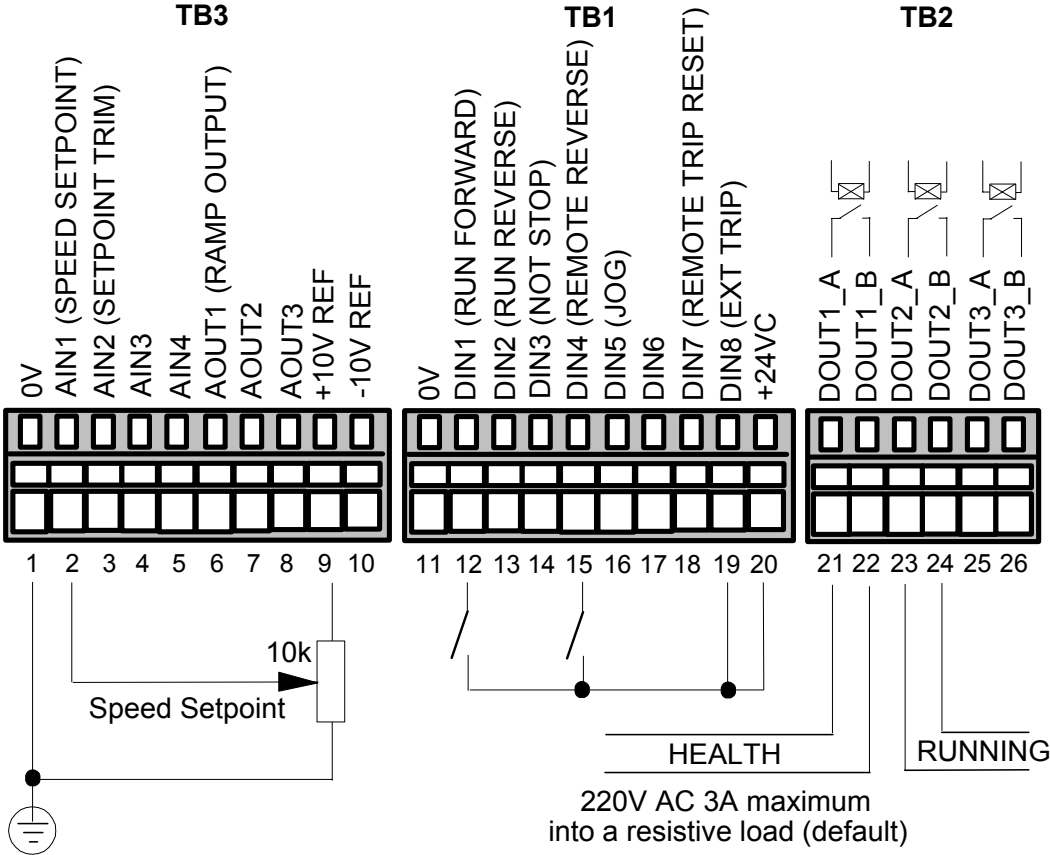 TB3
TB1
TB2
0V
AIN1 (SPEED SETPOINT)
AIN2 (SETPOINT TRIM)
AIN3
AIN4
AOUT1 (RAMP OUTPUT)
AOUT2
AOUT3
+10V REF
-10V REF
0V
DIN1 (RUN FORWARD)
DIN2 (RUN REVERSE)
DIN3 (NOT STOP)
DIN4 (REMOTE REVERSE)
DIN5 (JOG)
DIN6
DIN7 (REMOTE TRIP RESET)
DIN8 (EXT TRIP)
+24VC
DOUT1_A
DOUT1_B
DOUT2_A
DOUT2_B
DOUT3_A
DOUT3_B
1 2 3 4 5 6 7 8 9 10
11 12 13 14 15 16 17 18 19 20
21 22 23 24 25 26
10k
Speed Setpoint
HEALTH
RUNNING
220V AC 3A maximum
into a resistive load (default)